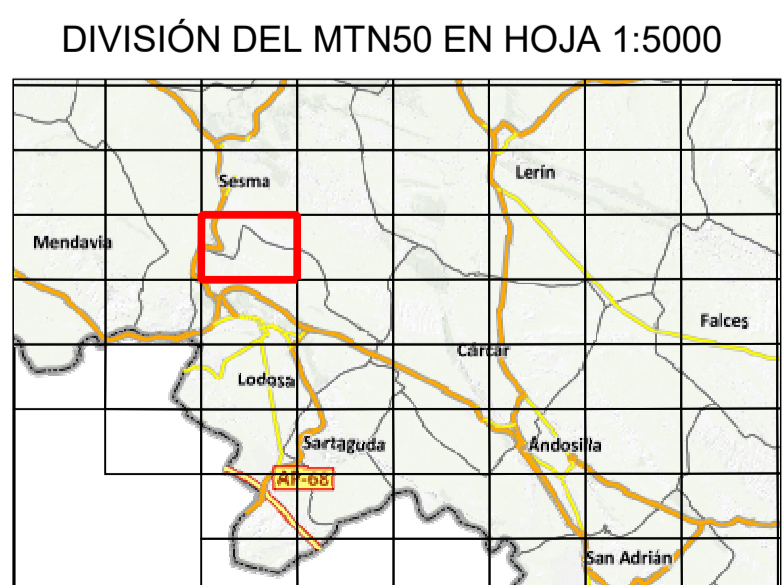 DIVISIÓN DEL MTN50 EN HOJA 1:5000
Lerín
Sesma
Mendavia
Falces
Cárcar
Lodosa
Sartaguda
Andosilla
AP-68
San Adrián